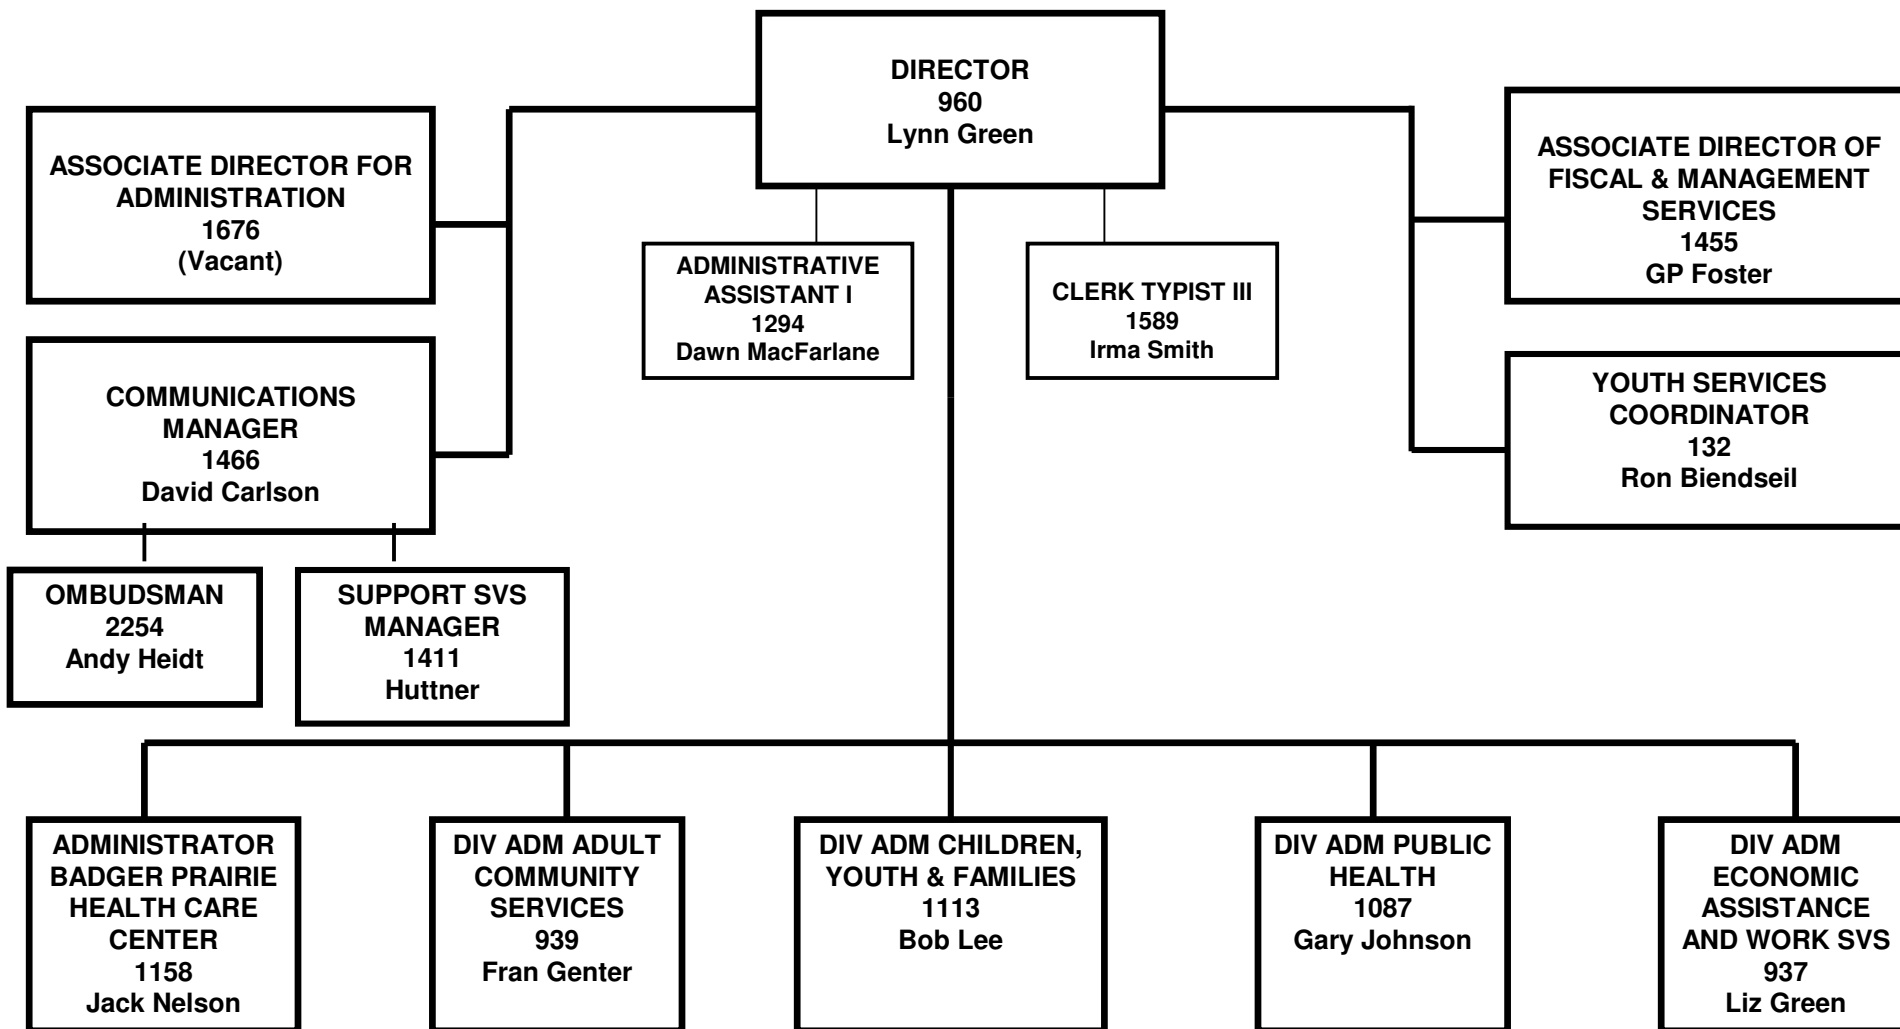 DIRECTOR
960
Lynn Green
ASSOCIATE DIRECTOR FOR
ADMINISTRATION
1676
(Vacant)
ASSOCIATE DIRECTOR OF
FISCAL & MANAGEMENT
SERVICES
1455
GP Foster
ADMINISTRATIVE
ASSISTANT I
1294
Dawn MacFarlane
CLERK TYPIST III
1589
Irma Smith
COMMUNICATIONS
MANAGER
1466
David Carlson
YOUTH SERVICES
COORDINATOR
132
Ron Biendseil
OMBUDSMAN
2254
Andy Heidt
SUPPORT SVS
MANAGER
1411
Huttner
ADMINISTRATOR
BADGER PRAIRIE
HEALTH CARE
CENTER
1158
Jack Nelson
DIV ADM ADULT
COMMUNITY
SERVICES
939
Fran Genter
DIV ADM CHILDREN,
YOUTH & FAMILIES
1113
Bob Lee
DIV ADM PUBLIC
HEALTH
1087
Gary Johnson
DIV ADM
ECONOMIC
ASSISTANCE
AND WORK SVS
937
Liz Green